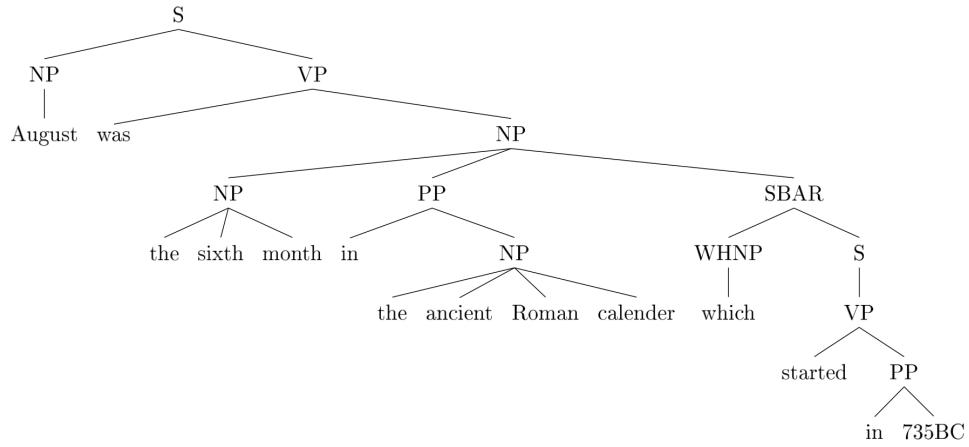 S
NP VP
August was NP
NP PP SBAR
the sixth month in NP WHNP S
the ancient Roman calender which VP
started PP
in 735BC